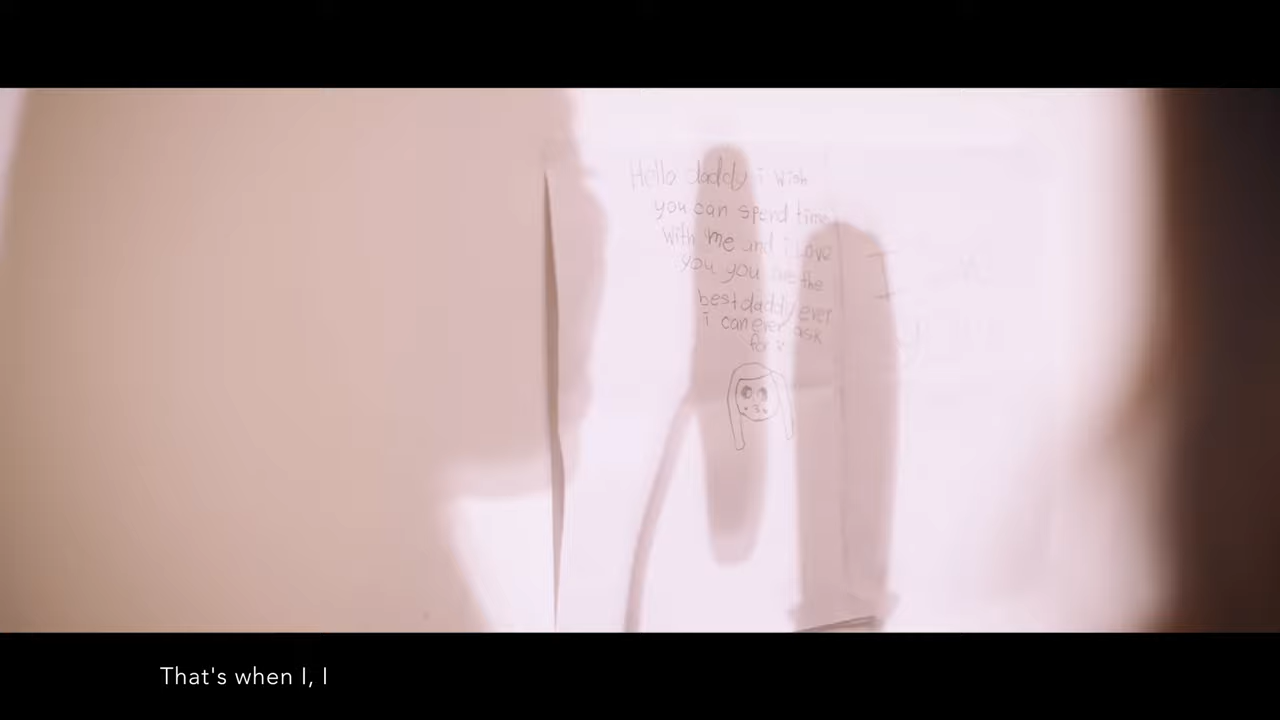 Hello daddy i wish
you can spend time
with me and i Love
you you are the
best daddy ever
i can ever ask
for
That's when I, I